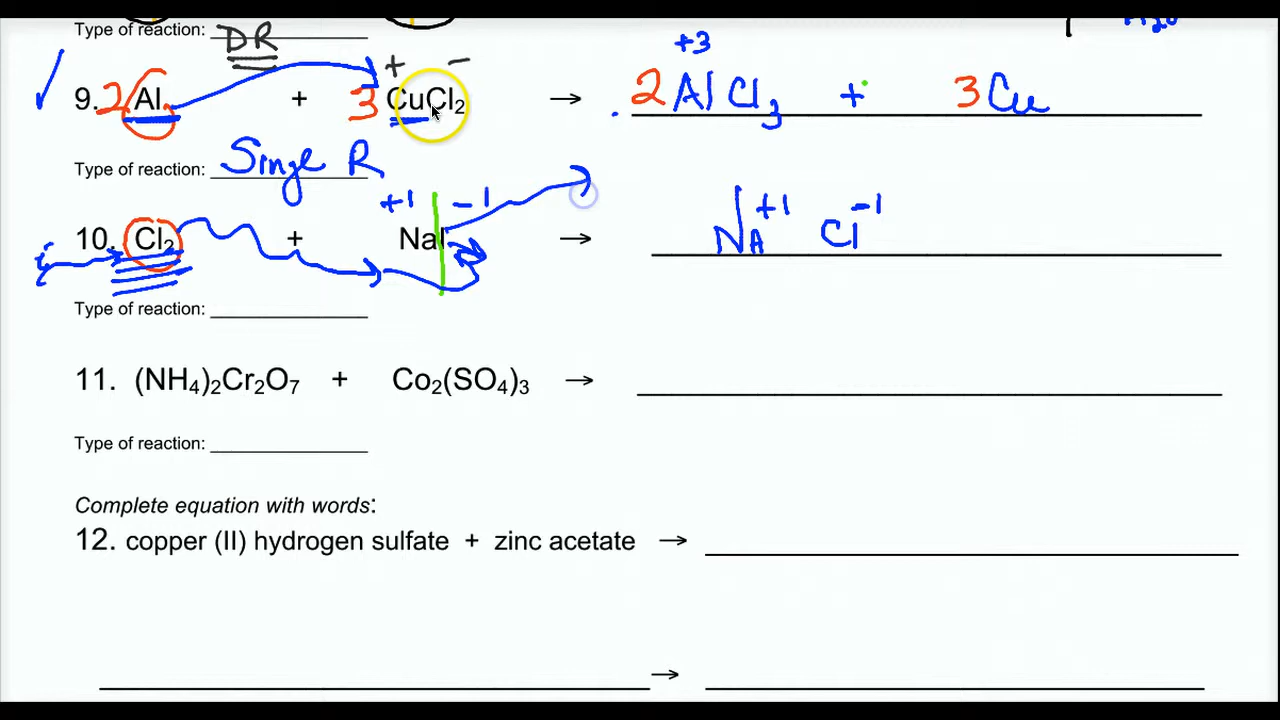 Type of reaction: DR
+3
+ -
9. 2 Al + 3 CuCl₂ → 2 AlCl₃ + 3 Cu
Type of reaction: Single R
+1 -1 +1 -1
10. Cl₂ + NaI → Na Cl
Type of reaction:
11. (NH₄)₂Cr₂O₇ + Co₂(SO₄)₃ →
Type of reaction:
Complete equation with words:
12. copper (II) hydrogen sulfate + zinc acetate →
→